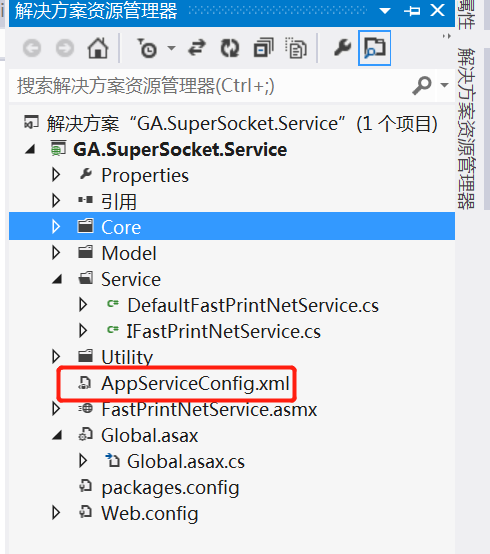 解决方案资源管理器
搜索解决方案资源管理器(Ctrl+;)
解决方案“GA.SuperSocket.Service”(1 个项目)
GA.SuperSocket.Service
Properties
引用
Core
Model
Service
DefaultFastPrintNetService.cs
IFastPrintNetService.cs
Utility
AppServiceConfig.xml
FastPrintNetService.asmx
Global.asax
Global.asax.cs
packages.config
Web.config
属性
解决方案资源管理器